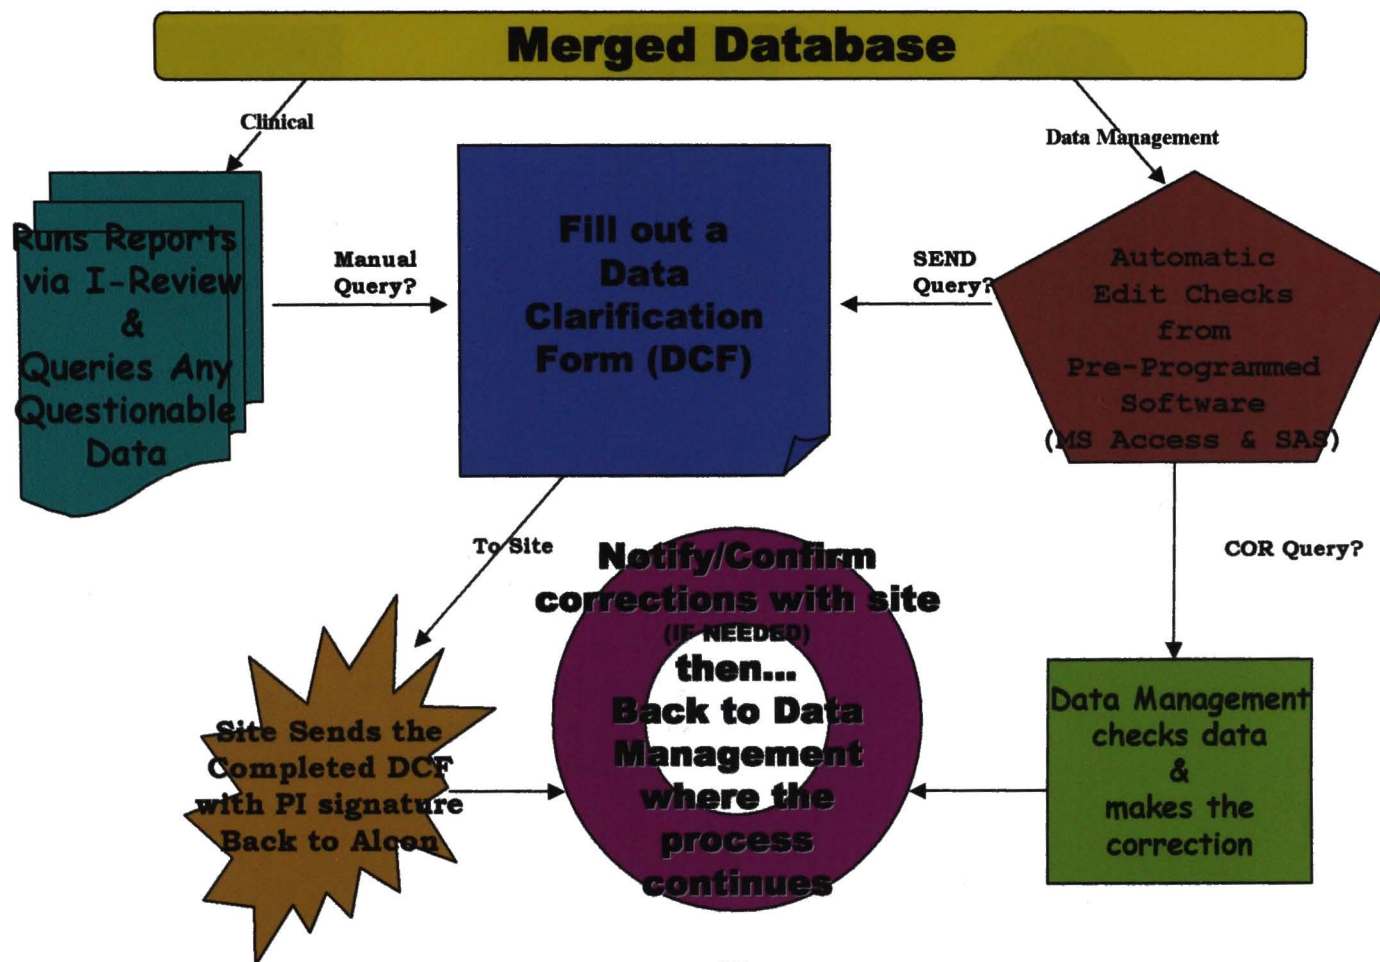 Merged Database
Clinical
Data Management
Runs Reports
via I-Review
&
Queries Any
Questionable
Data
Manual
Query?
Fill out a
Data
Clarification
Form (DCF)
SEND
Query?
Automatic
Edit Checks
from
Pre-Programmed
Software
(MS Access & SAS)
To Site
COR Query?
Site Sends the
Completed DCF
with PI signature
Back to Alcon
Notify/Confirm
corrections with site
(IF NEEDED)
then...
Back to Data
Management
where the
process
continues
Data Management
checks data
&
makes the
correction